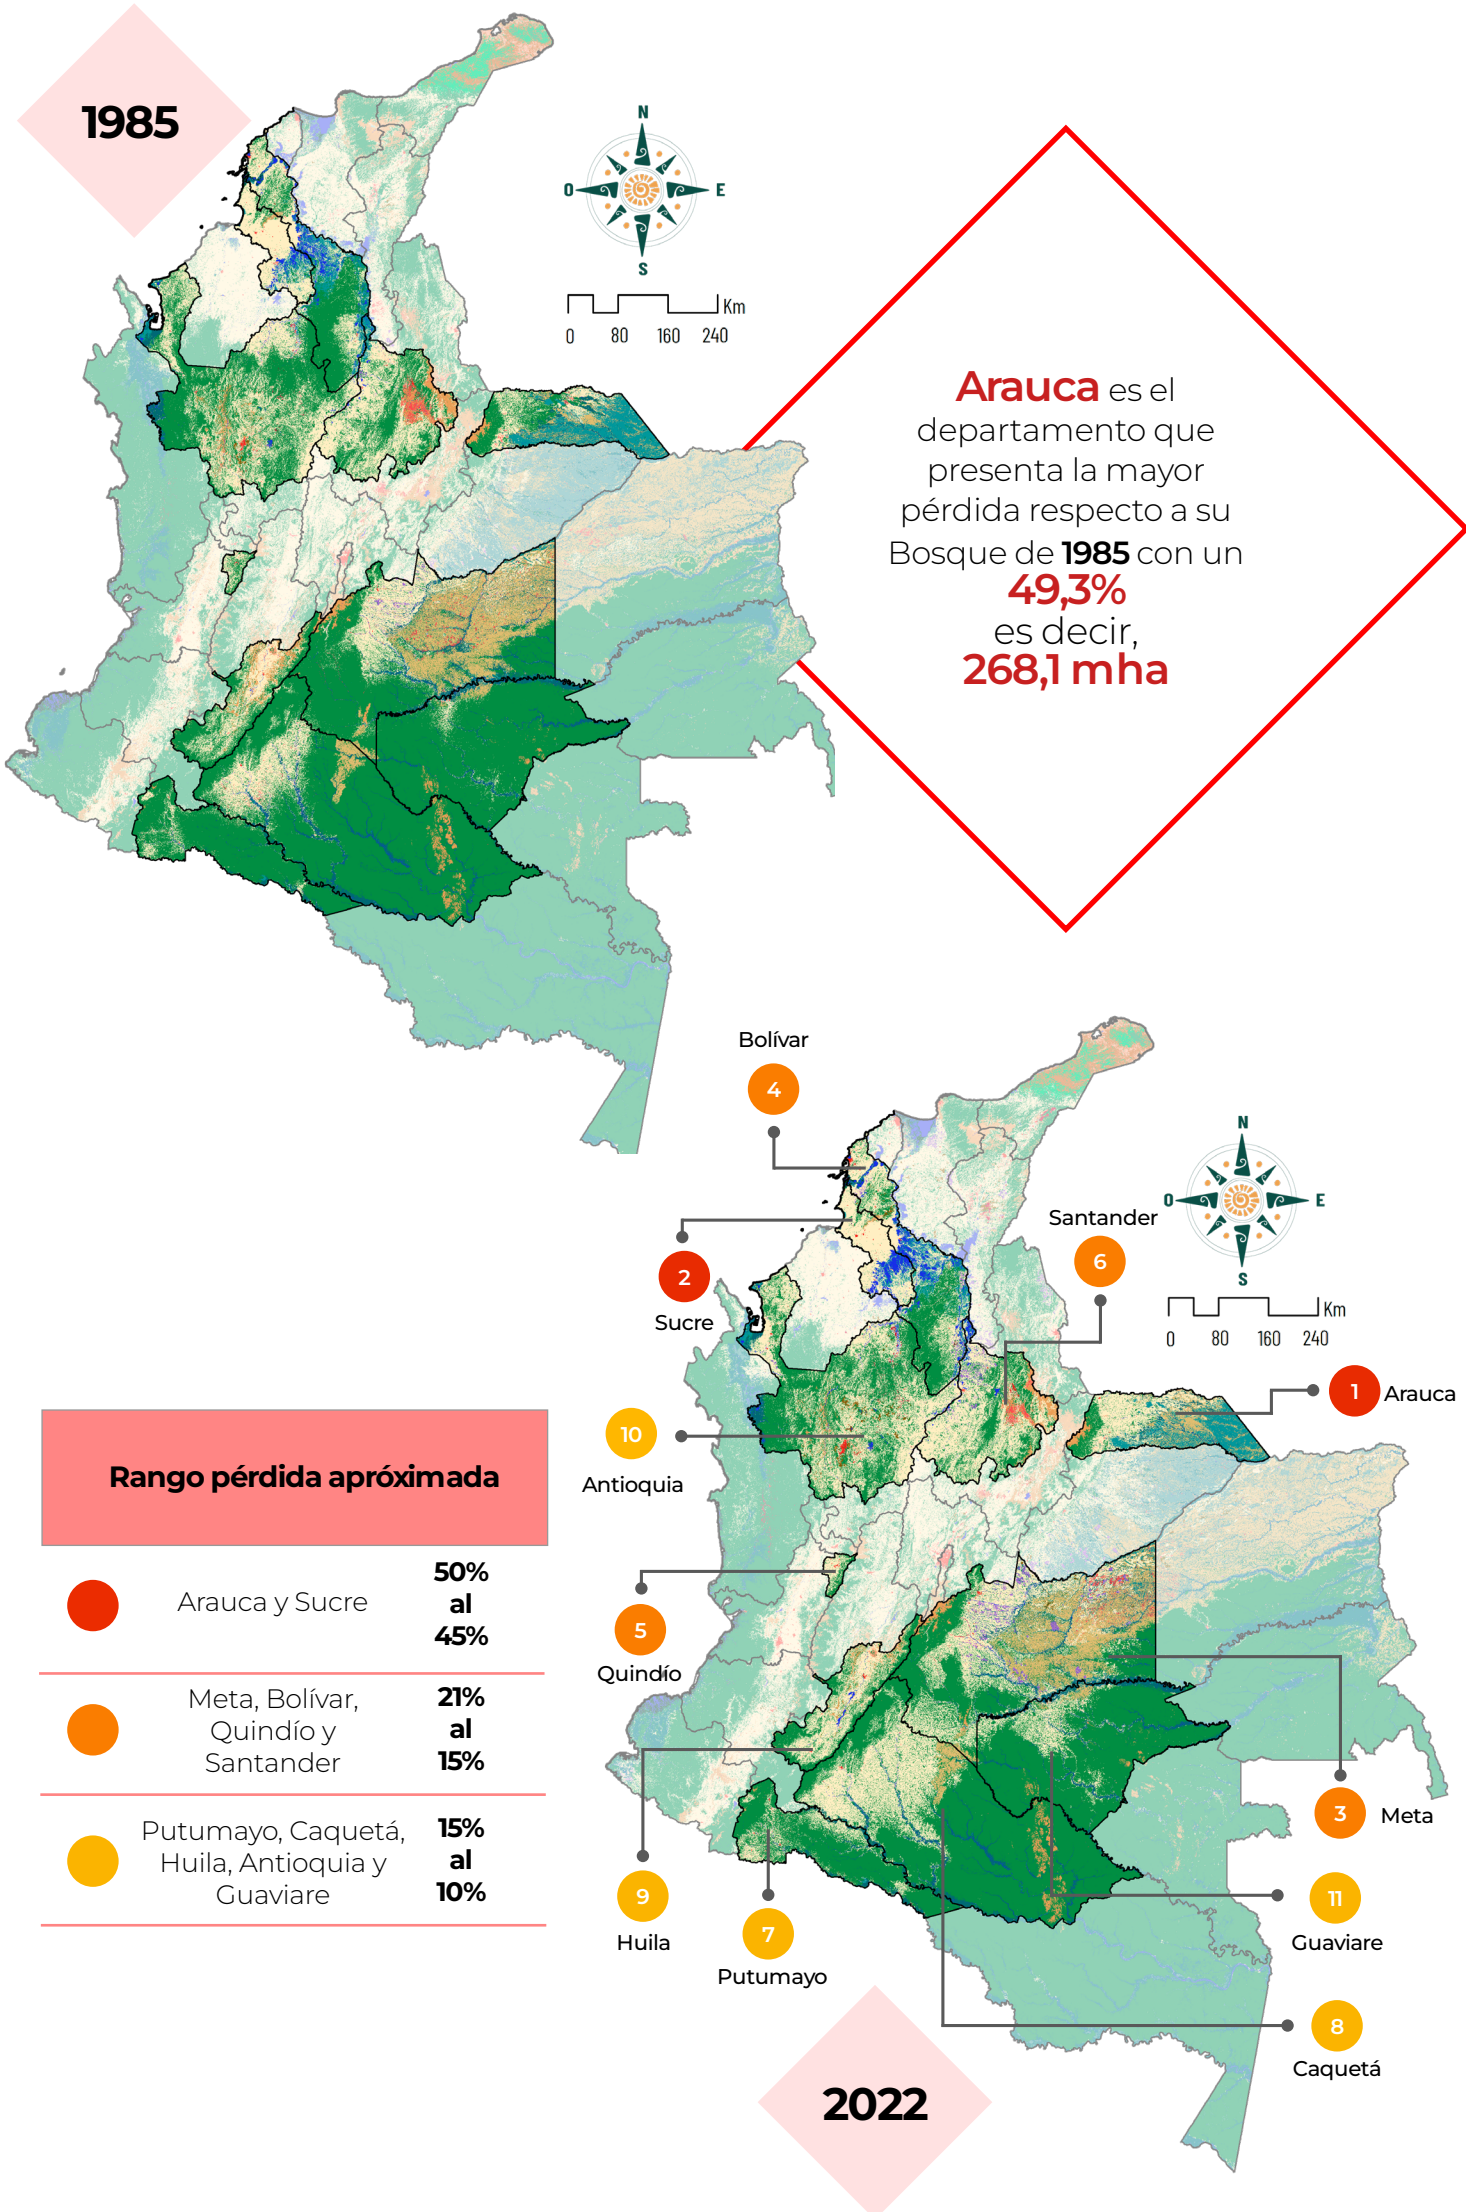 1985
N
O
E
S
Km
0 80 160 240
Arauca es el
departamento que
presenta la mayor
pérdida respecto a su
Bosque de 1985 con un
49,3%
es decir,
268,1 mha
Bolívar
4
N
O
E
S
Km
0 80 160 240
Santander
6
2
Sucre
1 Arauca
10
Antioquia
5
Quindío
3 Meta
9
Huila
7
Putumayo
11
Guaviare
8
Caquetá
Rango pérdida apróximada
Arauca y Sucre
50%
al
45%
Meta, Bolívar,
Quindío y
Santander
21%
al
15%
Putumayo, Caquetá,
Huila, Antioquia y
Guaviare
15%
al
10%
2022